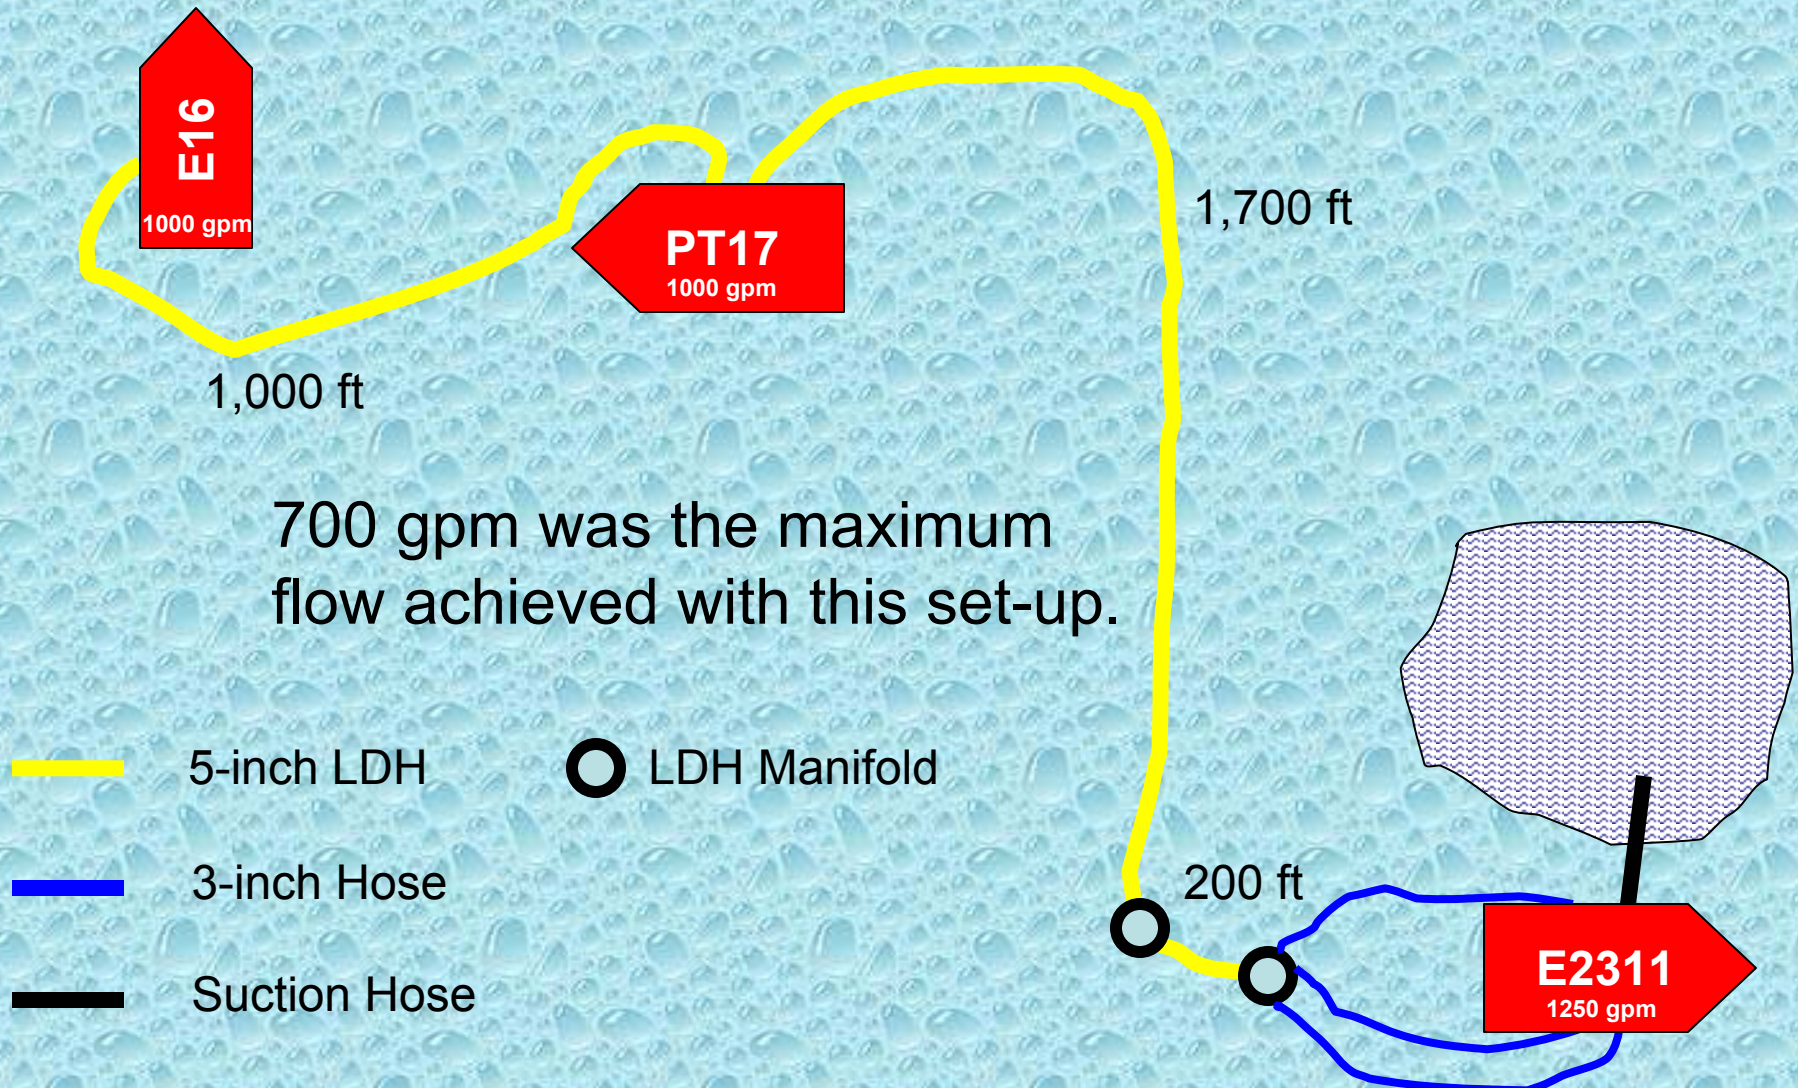 E16
1000 gpm
PT17
1000 gpm
1,700 ft
1,000 ft
700 gpm was the maximum
flow achieved with this set-up.
5-inch LDH
LDH Manifold
3-inch Hose
200 ft
Suction Hose
E2311
1250 gpm